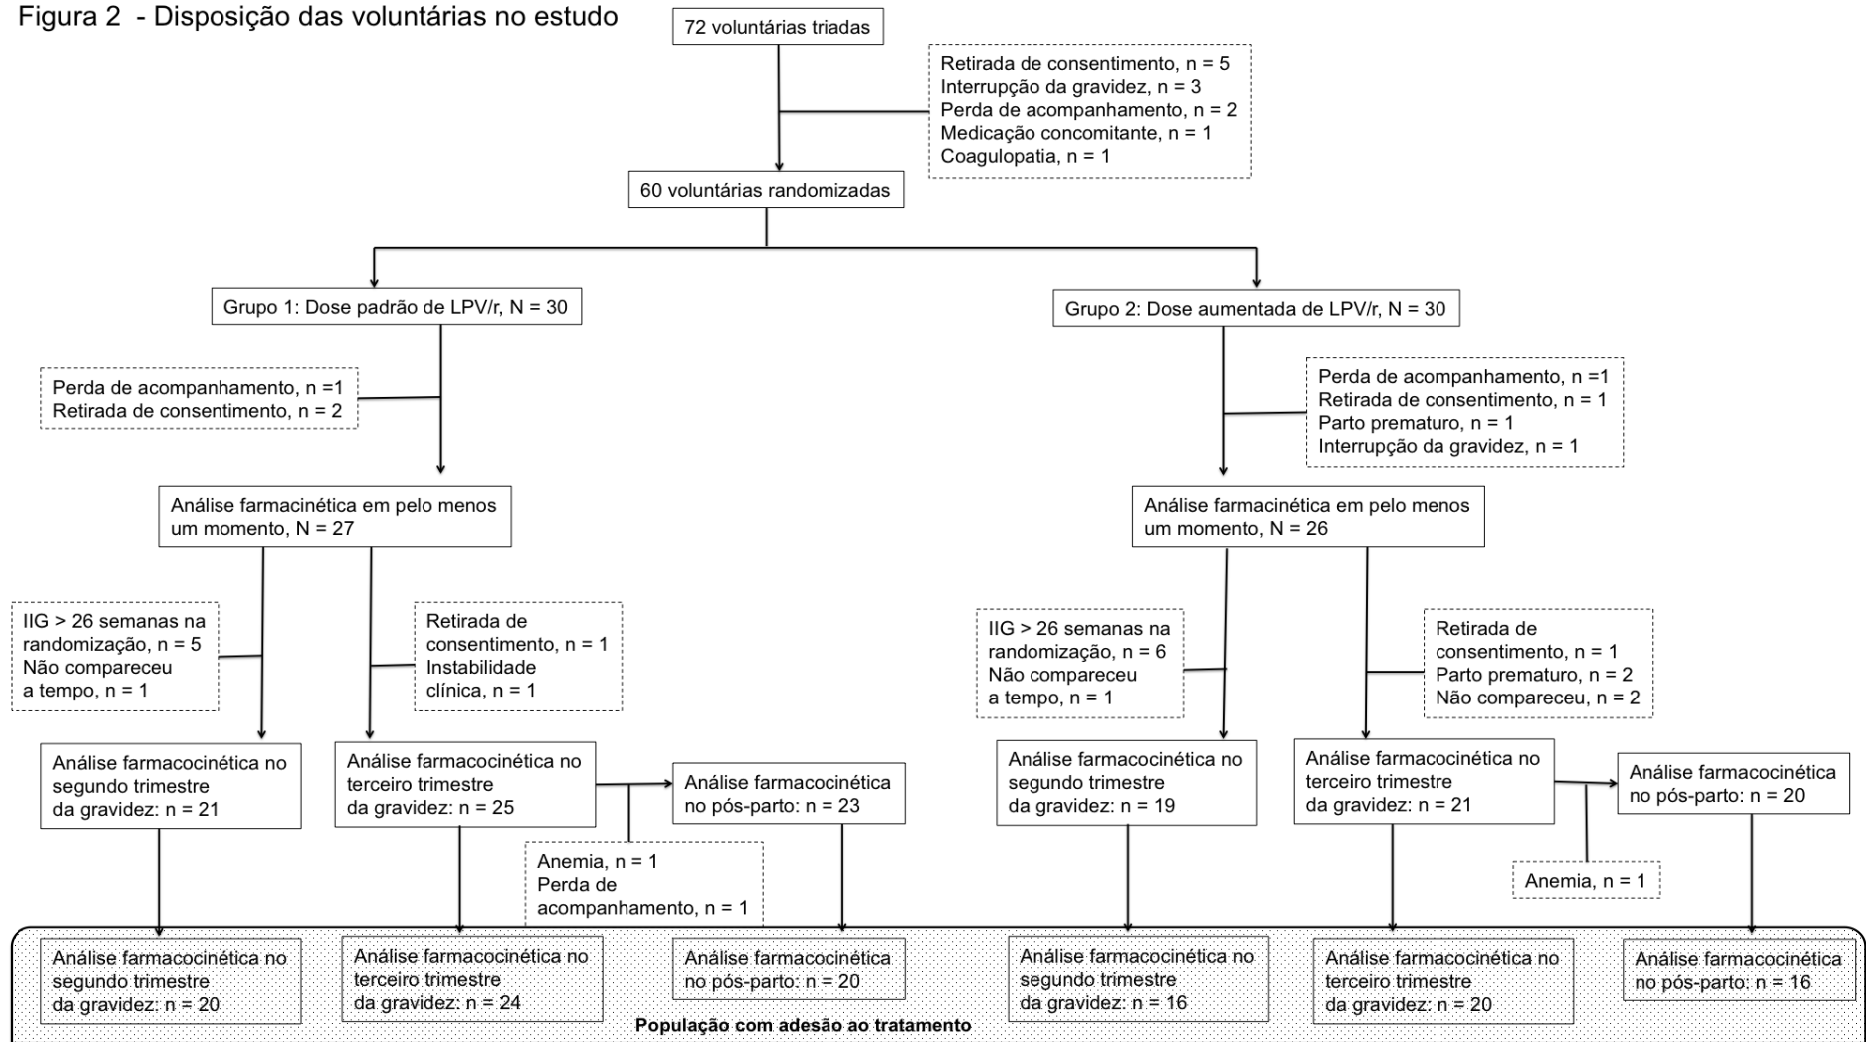 Figura 2 - Disposição das voluntárias no estudo
72 voluntárias triadas
Retirada de consentimento, n = 5
Interrupção da gravidez, n = 3
Perda de acompanhamento, n = 2
Medicação concomitante, n = 1
Coagulopatia, n = 1
60 voluntárias randomizadas
Grupo 1: Dose padrão de LPV/r, N = 30
Grupo 2: Dose aumentada de LPV/r, N = 30
Perda de acompanhamento, n =1
Retirada de consentimento, n = 2
Perda de acompanhamento, n =1
Retirada de consentimento, n = 1
Parto prematuro, n = 1
Interrupção da gravidez, n = 1
Análise farmacinética em pelo menos
um momento, N = 27
Análise farmacinética em pelo menos
um momento, N = 26
IIG > 26 semanas na
randomização, n = 5
Não compareceu
a tempo, n = 1
Retirada de
consentimento, n = 1
Instabilidade
clínica, n = 1
IIG > 26 semanas na
randomização, n = 6
Não compareceu
a tempo, n = 1
Retirada de
consentimento, n = 1
Parto prematuro, n = 2
Não compareceu, n = 2
Análise farmacocinética no
segundo trimestre
da gravidez: n = 21
Análise farmacocinética no
terceiro trimestre
da gravidez: n = 25
Análise farmacocinética
no pós-parto: n = 23
Análise farmacocinética no
segundo trimestre
da gravidez: n = 19
Análise farmacocinética no
terceiro trimestre
da gravidez: n = 21
Análise farmacocinética
no pós-parto: n = 20
Anemia, n = 1
Perda de
acompanhamento, n = 1
Anemia, n = 1
Análise farmacocinética no
segundo trimestre
da gravidez: n = 20
Análise farmacocinética no
terceiro trimestre
da gravidez: n = 24
Análise farmacocinética
no pós-parto: n = 20
Análise farmacocinética no
segundo trimestre
da gravidez: n = 16
Análise farmacocinética no
terceiro trimestre
da gravidez: n = 20
Análise farmacocinética
no pós-parto: n = 16
População com adesão ao tratamento